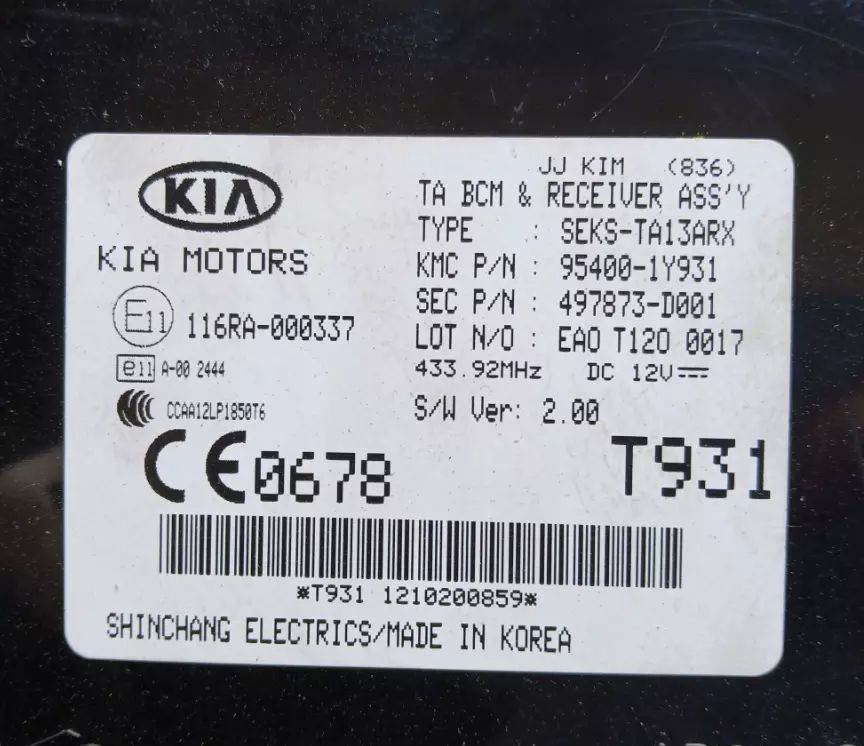 JJ KIM (836)
KIA
TA BCM & RECEIVER ASS'Y
KIA MOTORS
TYPE : SEKS-TA13ARX
KMC P/N : 95400-1Y931
SEC P/N : 497873-D001
E11 116RA-000337
LOT N/O : EAO T120 0017
e11 A-00 2444
433.92MHz DC 12V
CCAA12LP1850T6
S/W Ver: 2.00
CE0678
T931
*T931 1210200859*
SHINCHANG ELECTRICS/MADE IN KOREA